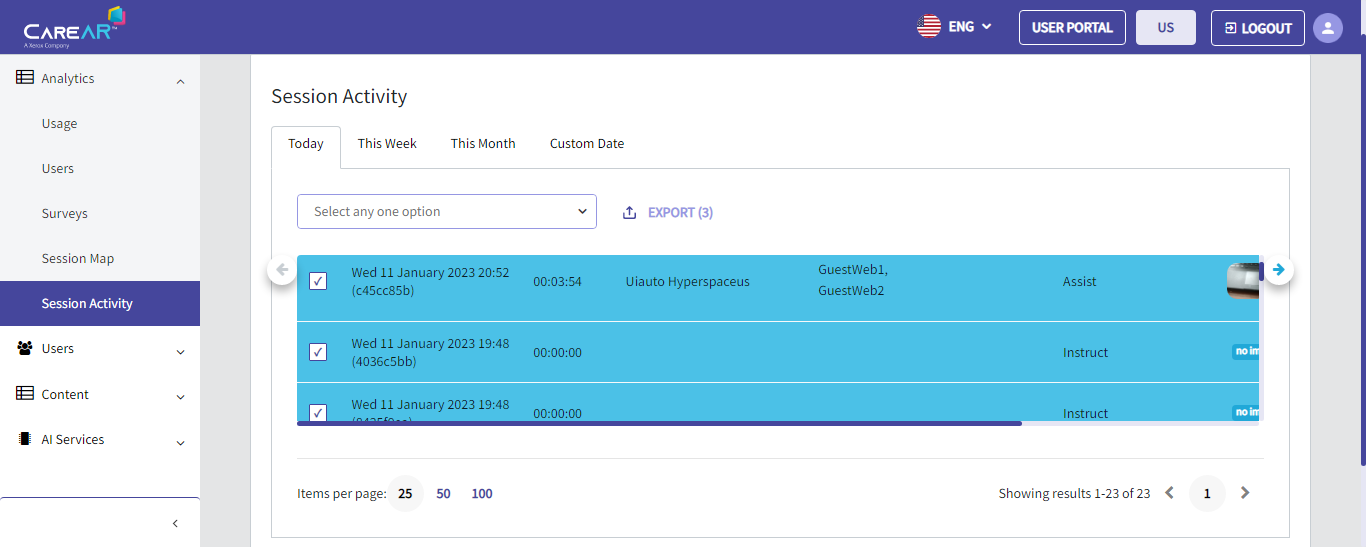 CAREAR™
A Xerox Company
ENG
USER PORTAL
US
LOGOUT
Analytics
Usage
Users
Surveys
Session Map
Session Activity
Users
Content
AI Services
Session Activity
Today
This Week
This Month
Custom Date
Select any one option
EXPORT (3)
Wed 11 January 2023 20:52
(c45cc85b)
00:03:54
Uiauto Hyperspaceus
GuestWeb1,
GuestWeb2
Assist
Wed 11 January 2023 19:48
(4036c5bb)
00:00:00
Instruct
no im
Wed 11 January 2023 19:48
00:00:00
Instruct
no im
Items per page: 25 50 100
Showing results 1-23 of 23
1